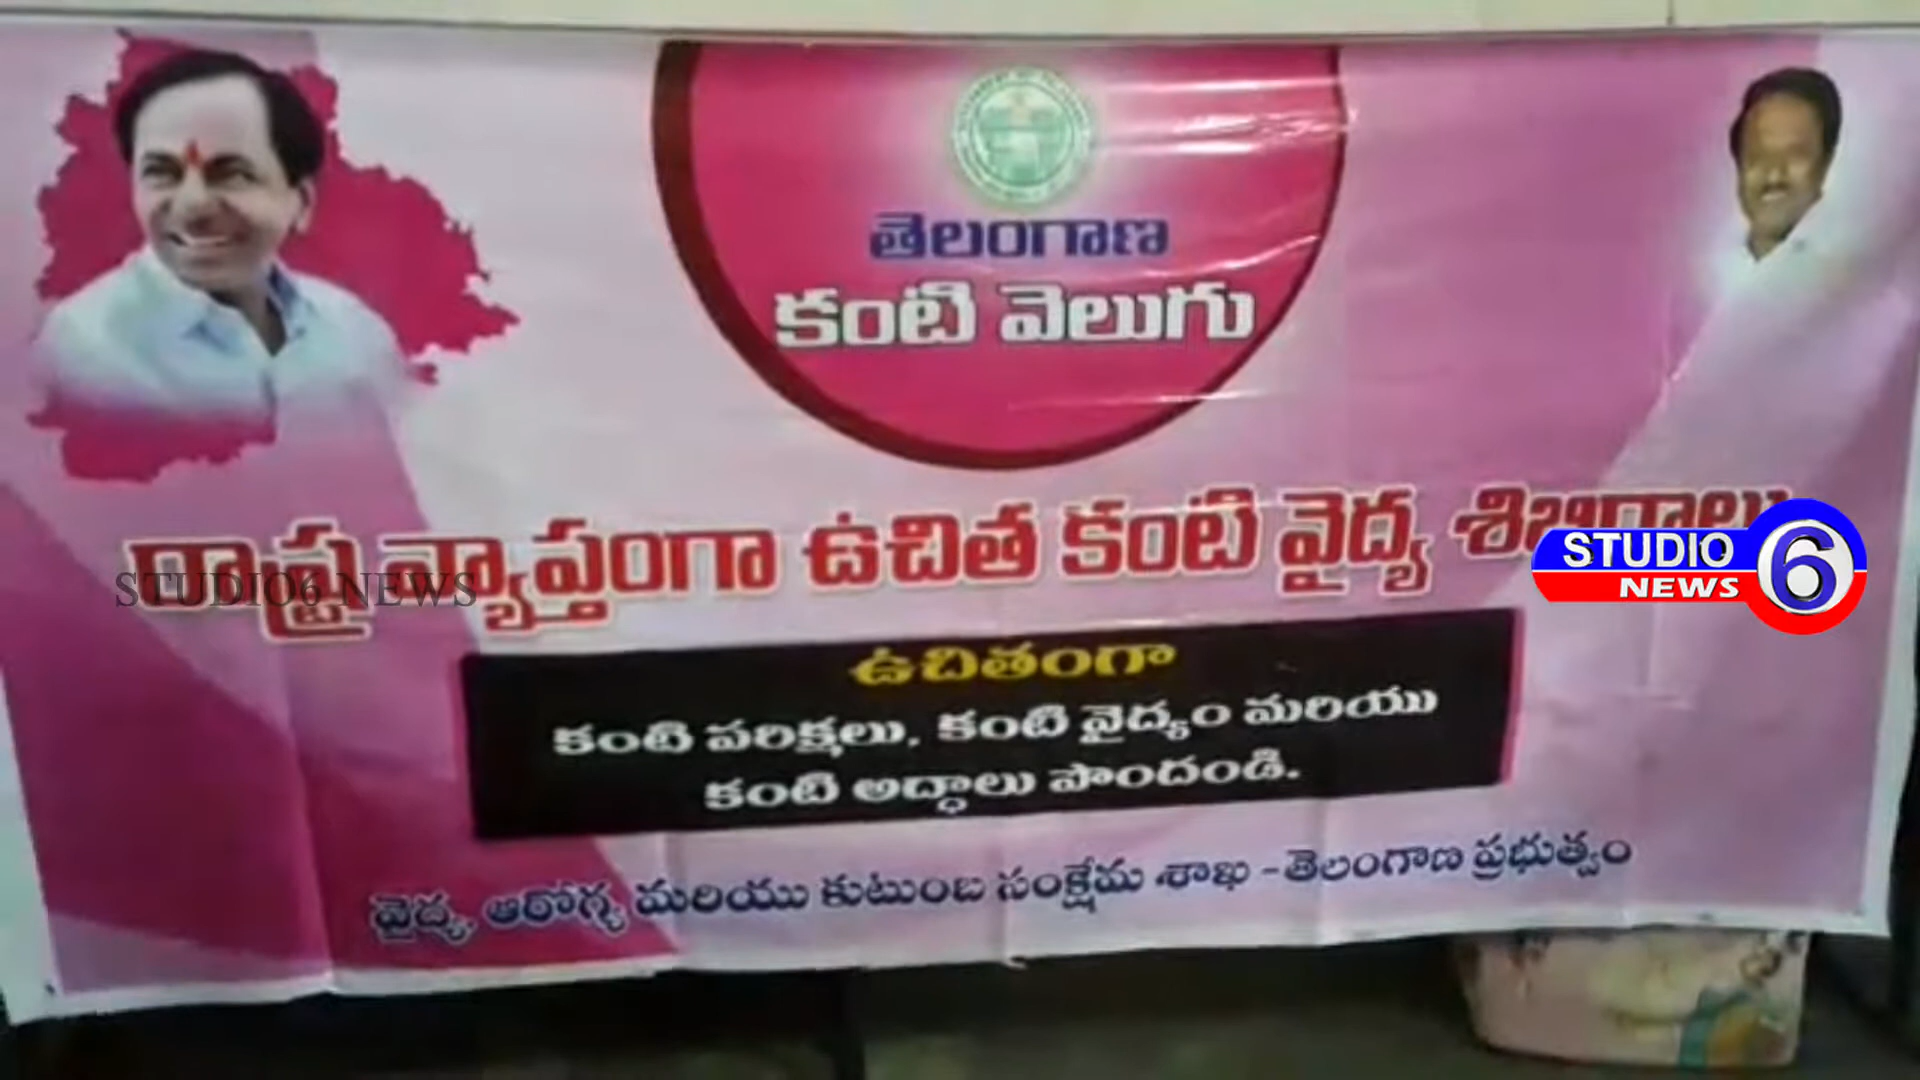 తెలంగాణ
కంటి వెలుగు
రాష్ట్ర వ్యాప్తంగా ఉచిత కంటి వైద్య శిబిరాలు
STUDIO6 NEWS
STUDIO 6
NEWS
ఉచితంగా
కంటి పరిక్షలు, కంటి వైద్యం మరియు
కంటి అద్ధాలు పొందండి.
వైద్య, ఆరోగ్య మరియు కుటుంబ సంక్షేమ శాఖ - తెలంగాణ ప్రభుత్వం